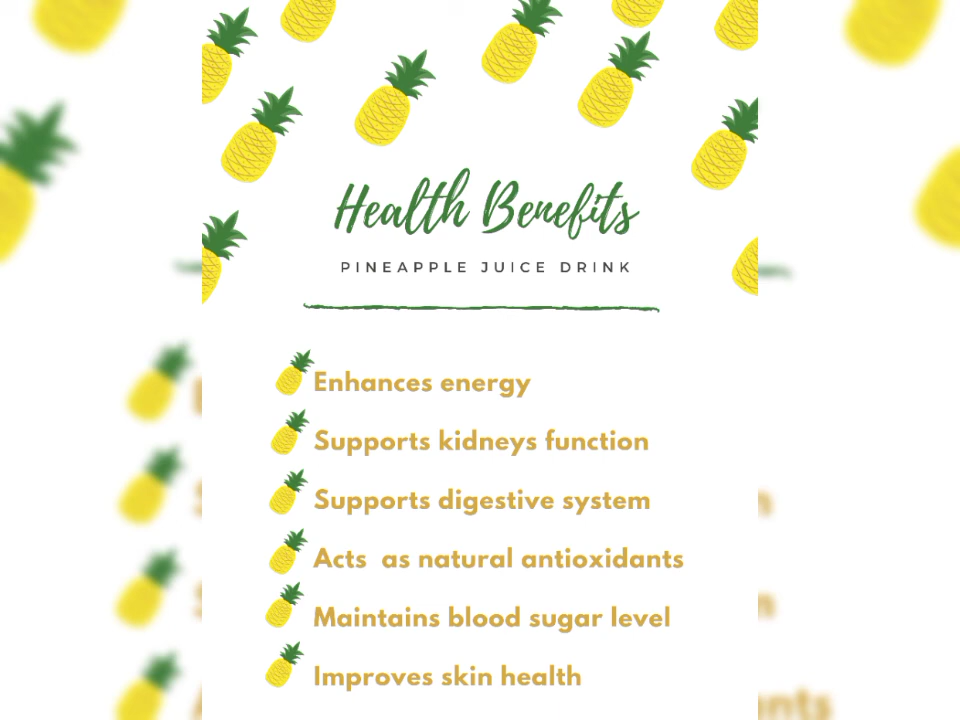 Health Benefits
PINEAPPLE JUICE DRINK
Enhances energy
Supports kidneys function
Supports digestive system
Acts as natural antioxidants
Maintains blood sugar level
Improves skin health